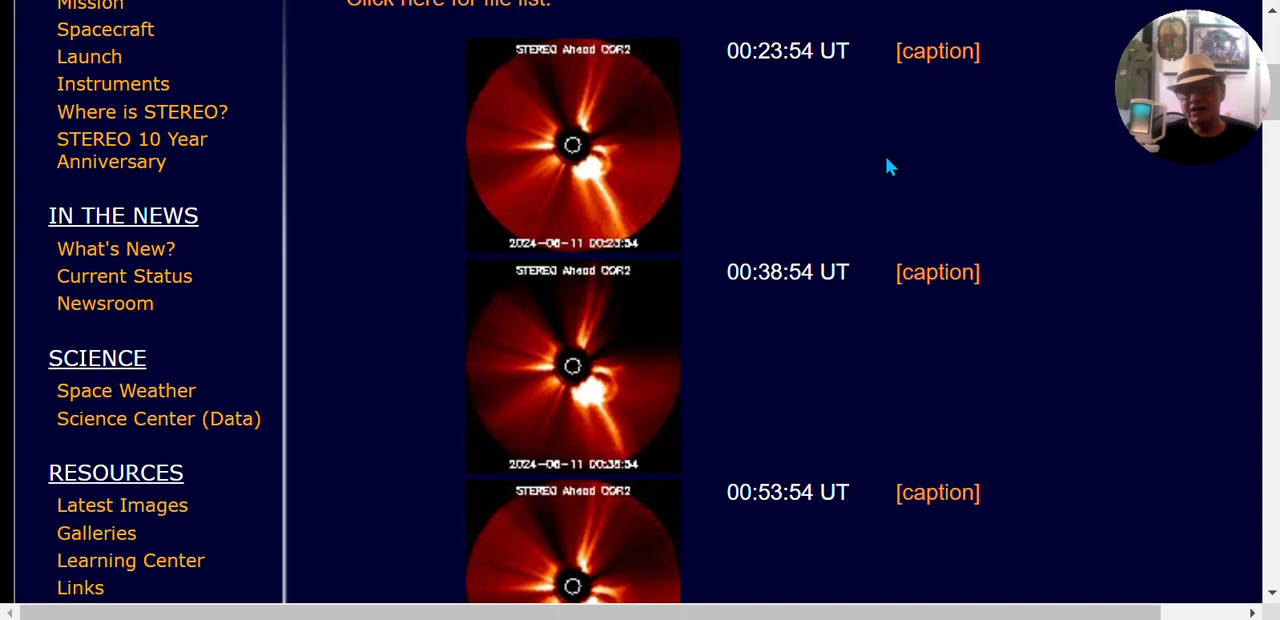 Mission
Spacecraft
Launch
Instruments
Where is STEREO?
STEREO 10 Year
Anniversary
IN THE NEWS
What's New?
Current Status
Newsroom
SCIENCE
Space Weather
Science Center (Data)
RESOURCES
Latest Images
Galleries
Learning Center
Links
Click here for file list.
STEREO Ahead COR2
2024-06-11 00:23:54
00:23:54 UT [caption]
STEREO Ahead COR2
2024-06-11 00:38:54
00:38:54 UT [caption]
STEREO Ahead COR2
00:53:54 UT [caption]